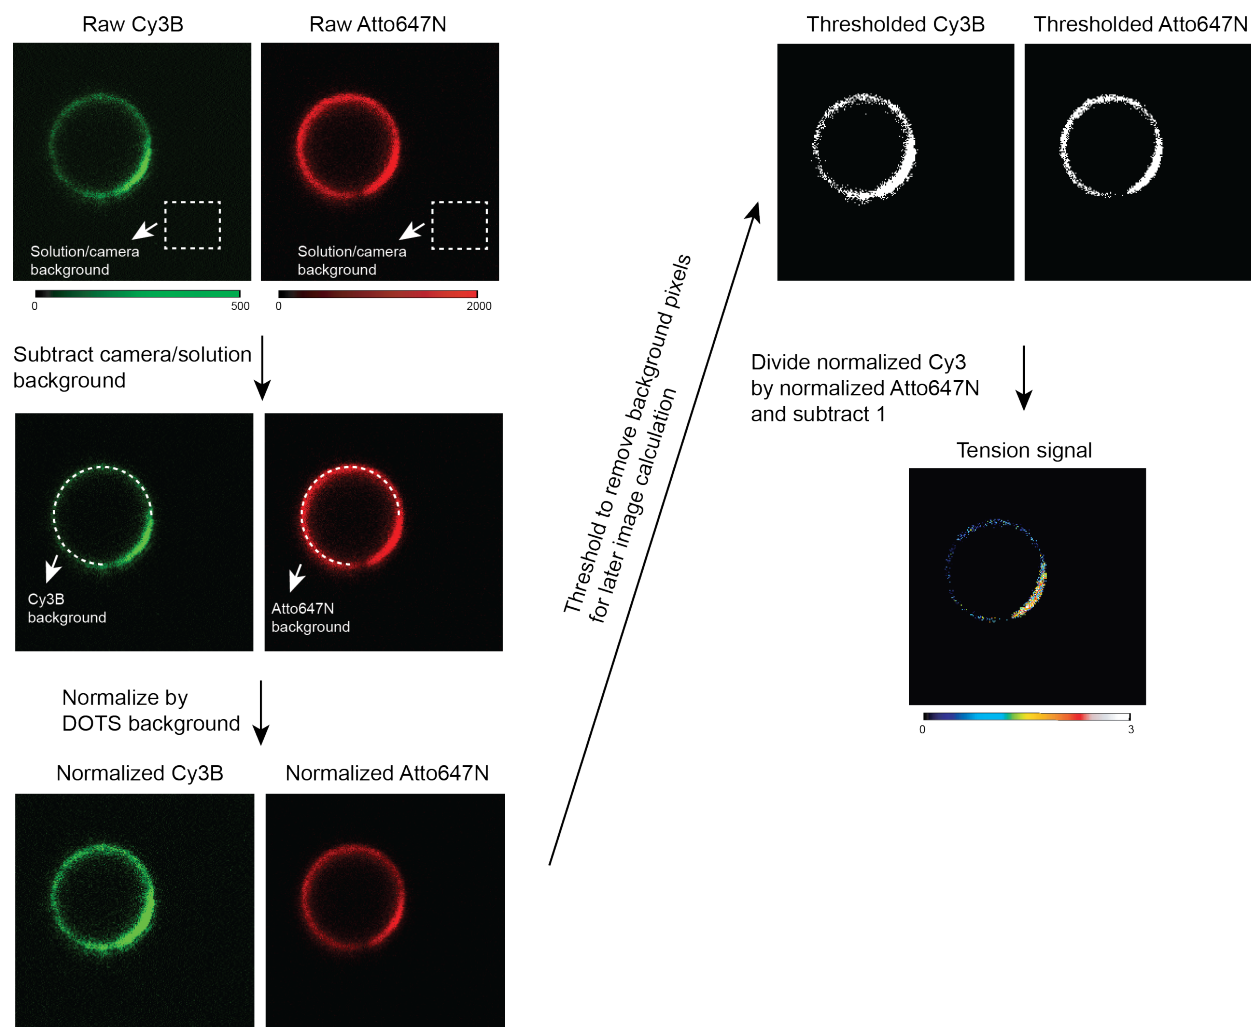 Raw Cy3B
Raw Atto647N
Solution/camera
background
Solution/camera
background
0
500
0
2000
Subtract camera/solution
background
Cy3B
background
Atto647N
background
Normalize by
DOTS background
Normalized Cy3B
Normalized Atto647N
Threshold to remove background pixels
for later image calculation
Thresholded Cy3B
Thresholded Atto647N
Divide normalized Cy3
by normalized Atto647N
and subtract 1
Tension signal
0
3